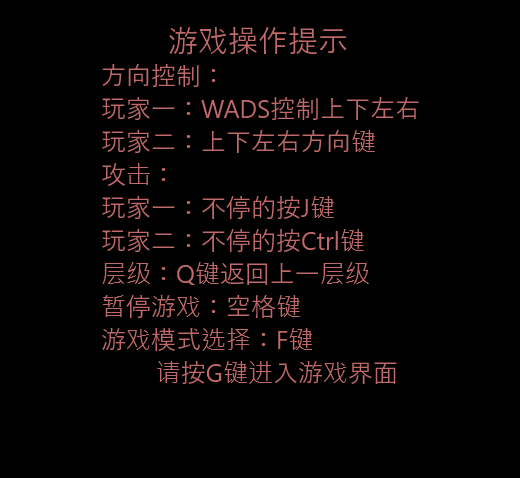 游戏操作提示
方向控制：
玩家一：WADS控制上下左右
玩家二：上下左右方向键
攻击：
玩家一：不停的按J键
玩家二：不停的按Ctrl键
层级：Q键返回上一层级
暂停游戏：空格键
游戏模式选择：F键
请按G键进入游戏界面